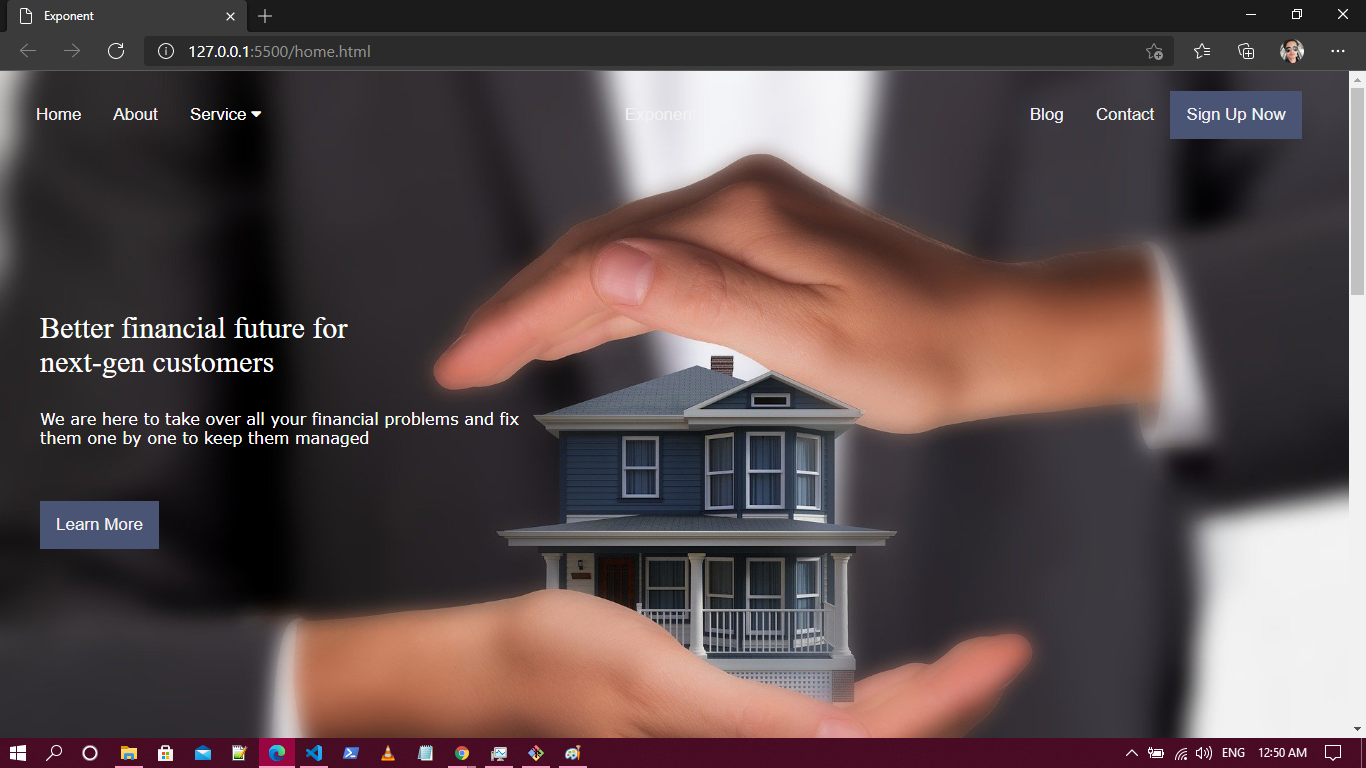 Exponent
127.0.0.1:5500/home.html
Home About Service Exponent Blog Contact Sign Up Now
Better financial future for
next-gen customers
We are here to take over all your financial problems and fix
them one by one to keep them managed
Learn More
ENG 12:50 AM